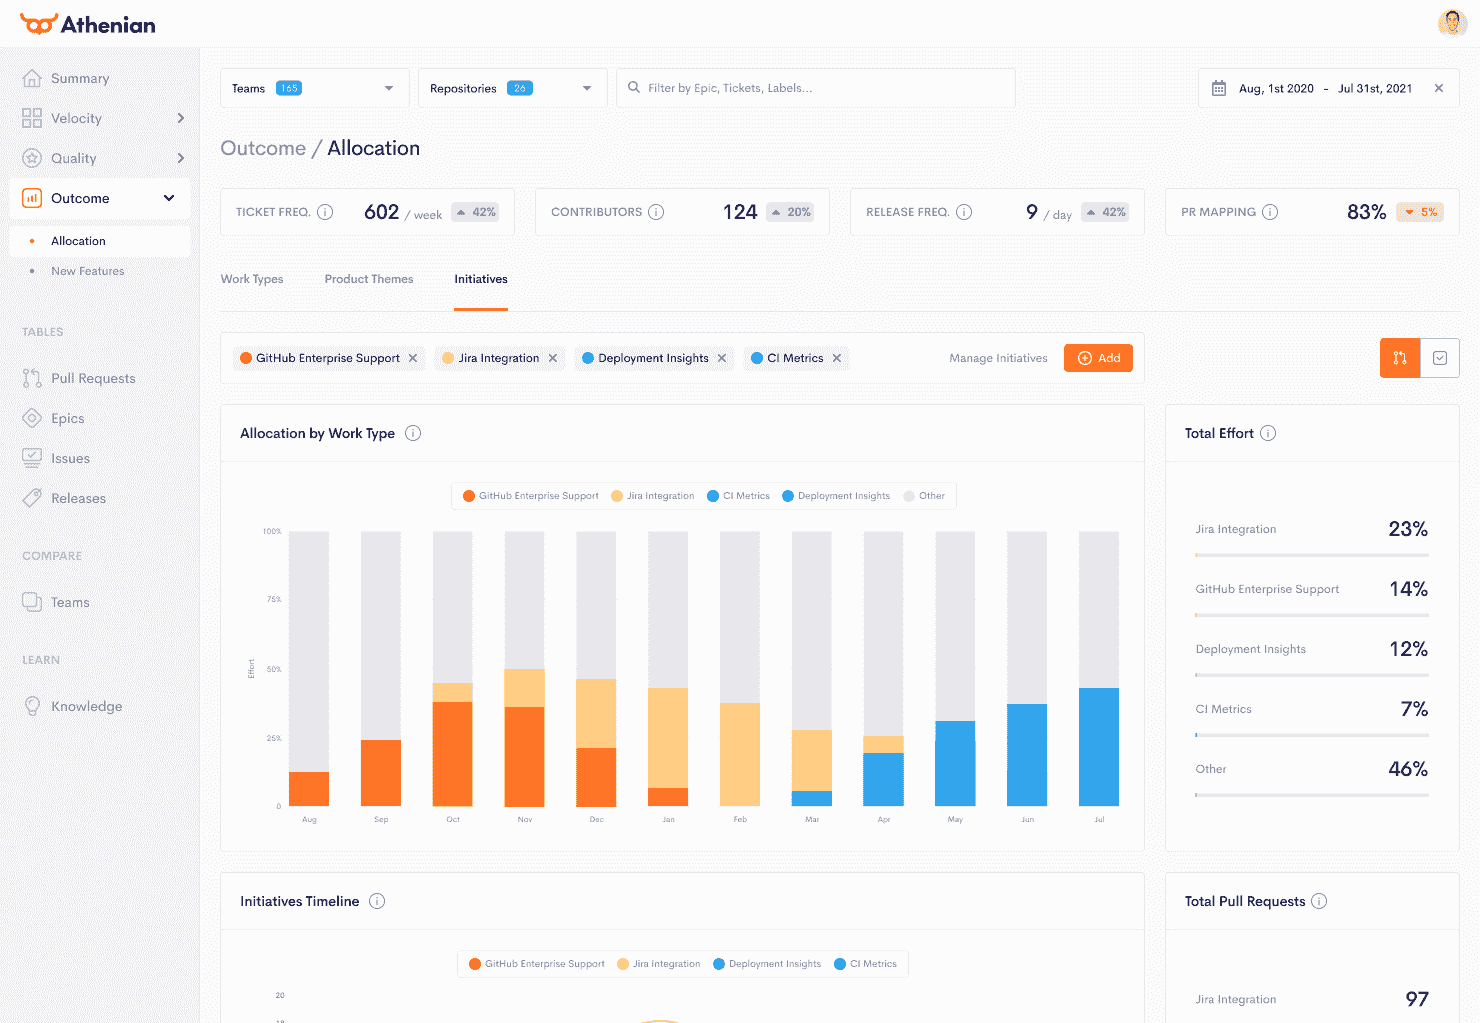 Athenian
Summary
Velocity
Quality
Outcome
Allocation
New Features
TABLES
Pull Requests
Epics
Issues
Releases
COMPARE
Teams
LEARN
Knowledge
Teams 165
Repositories 26
Filter by Epic, Tickets, Labels...
Aug, 1st 2020 - Jul 31st, 2021
Outcome / Allocation
TICKET FREQ. 602 / week 42%
CONTRIBUTORS 124 20%
RELEASE FREQ. 9 / day 42%
PR MAPPING 83% 5%
Work Types Product Themes Initiatives
GitHub Enterprise Support Jira Integration Deployment Insights CI Metrics Manage Initiatives Add
Allocation by Work Type
GitHub Enterprise Support Jira Integration CI Metrics Deployment Insights Other
100%
75%
50%
25%
0
Effort
Aug Sep Oct Nov Dec Jan Feb Mar Apr May Jun Jul
Total Effort
Jira Integration 23%
GitHub Enterprise Support 14%
Deployment Insights 12%
CI Metrics 7%
Other 46%
Initiatives Timeline
GitHub Enterprise Support Jira Integration Deployment Insights CI Metrics
20
Total Pull Requests
Jira Integration 97